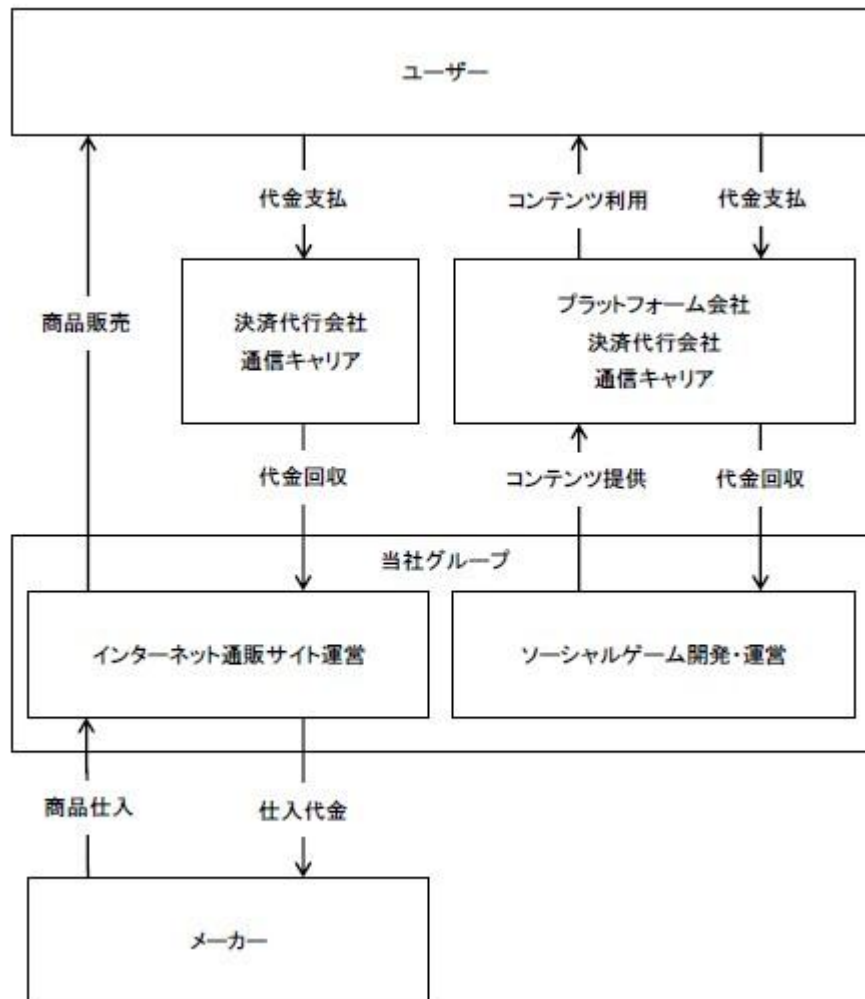 ユーザー
代金支払
コンテンツ利用
代金支払
商品販売
決済代行会社
通信キャリア
プラットフォーム会社
決済代行会社
通信キャリア
代金回収
コンテンツ提供
代金回収
当社グループ
インターネット通販サイト運営
ソーシャルゲーム開発・運営
商品仕入
仕入代金
メーカー